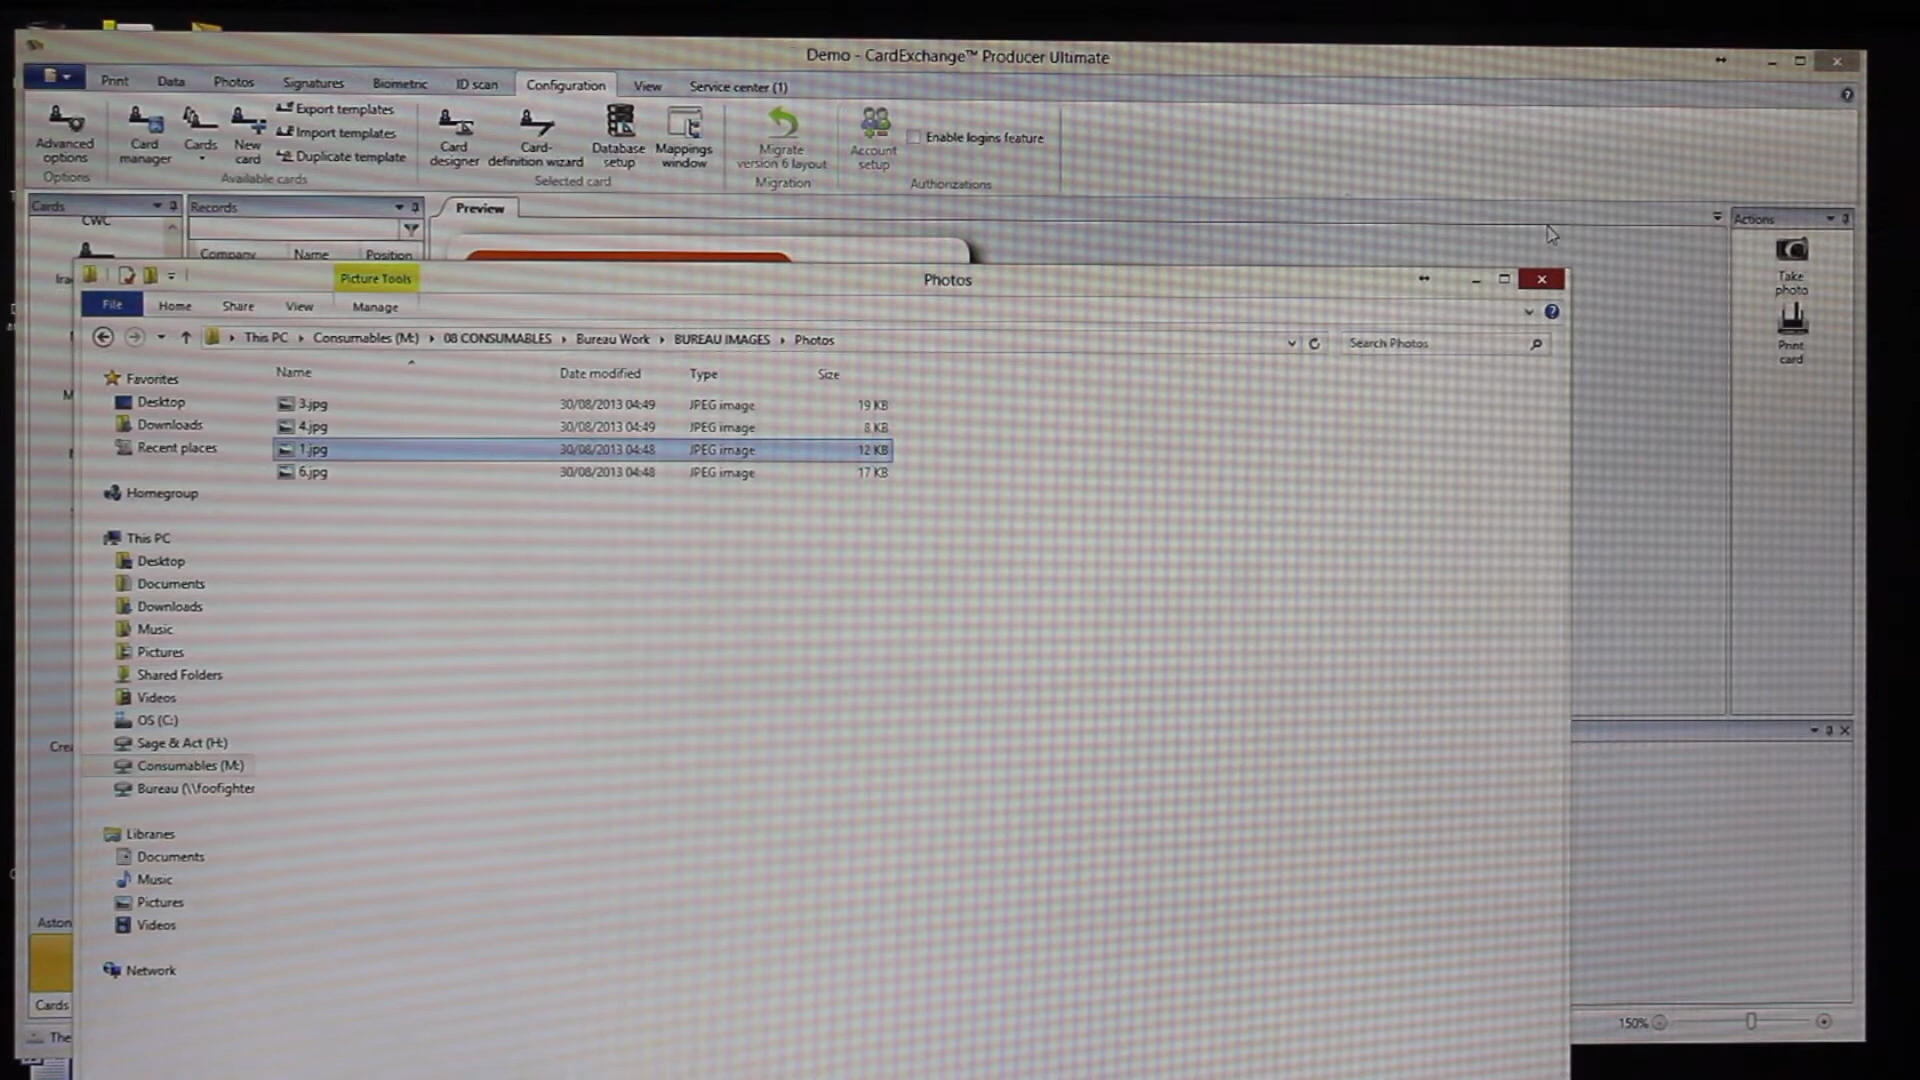 Demo - CardExchange™ Producer Ultimate
Print Data Photos Signatures Biometric ID scan Configuration View Service center (1)
Advanced options
Card manager
Cards
New card
Export templates
Import templates
Duplicate template
Card designer
Card-definition wizard
Database setup
Mappings window
Migrate version 6 layout
Account setup
Enable logins feature
Options Available cards Selected card Migration Authorizations
Cards Records Preview Actions
CWC
Company Name Position
Take photo
Print card
Picture Tools Photos
File Home Share View Manage
This PC Consumables (M:) 08 CONSUMABLES Bureau Work BUREAU IMAGES Photos Search Photos
Name Date modified Type Size
3.jpg 30/08/2013 04:49 JPEG image 19 KB
4.jpg 30/08/2013 04:49 JPEG image 8 KB
1.jpg 30/08/2013 04:48 JPEG image 12 KB
6.jpg 30/08/2013 04:48 JPEG image 17 KB
Favorites
Desktop
Downloads
Recent places
Homegroup
This PC
Desktop
Documents
Downloads
Music
Pictures
Shared Folders
Videos
OS (C:)
Sage & Act (H:)
Consumables (M:)
Bureau (\\foofighter
Libraries
Documents
Music
Pictures
Videos
Network
Aston
Cards
The
150%